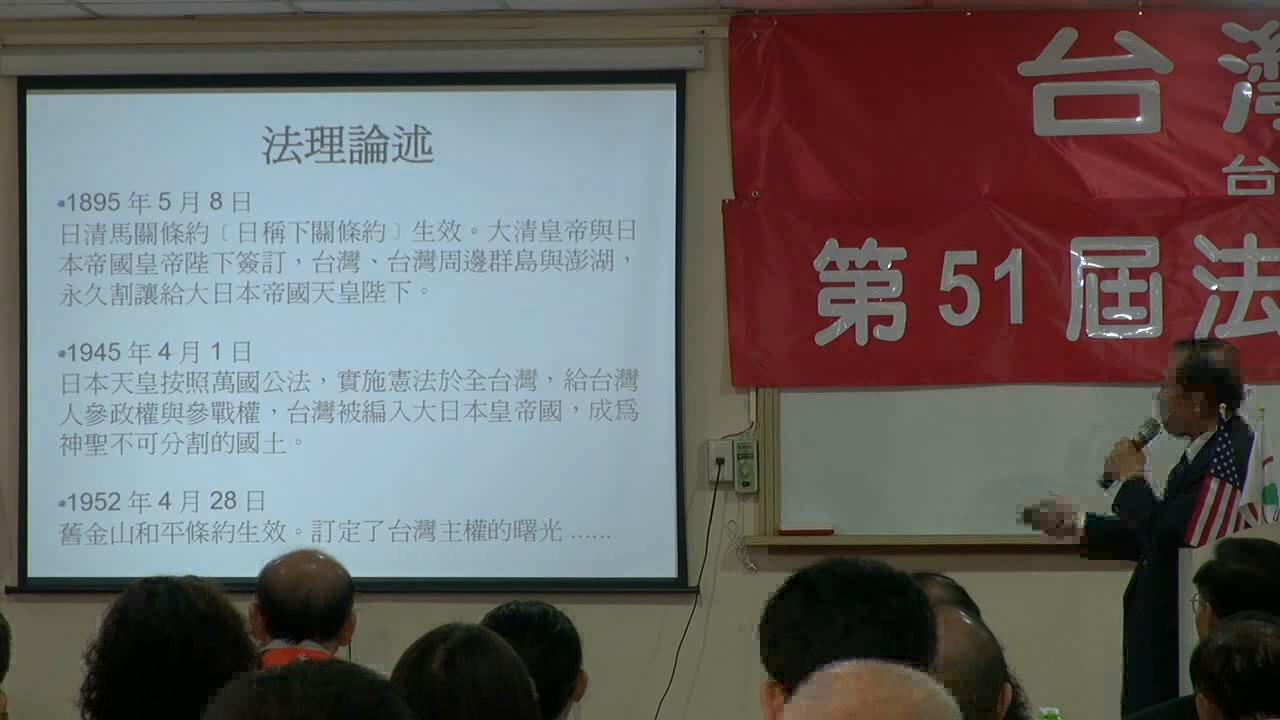 法理論述
1895 年 5 月 8 日
日清馬關條約﹝日稱下關條約﹞生效。大清皇帝與日
本帝國皇帝陛下簽訂，台灣、台灣周邊群島與澎湖，
永久割讓給大日本帝國天皇陛下。
1945 年 4 月 1 日
日本天皇按照萬國公法，實施憲法於全台灣，給台灣
人參政權與參戰權，台灣被編入大日本皇帝國，成為
神聖不可分割的國土。
1952 年 4 月 28 日
舊金山和平條約生效。訂定了台灣主權的曙光 ......
台灣
台
第51屆法